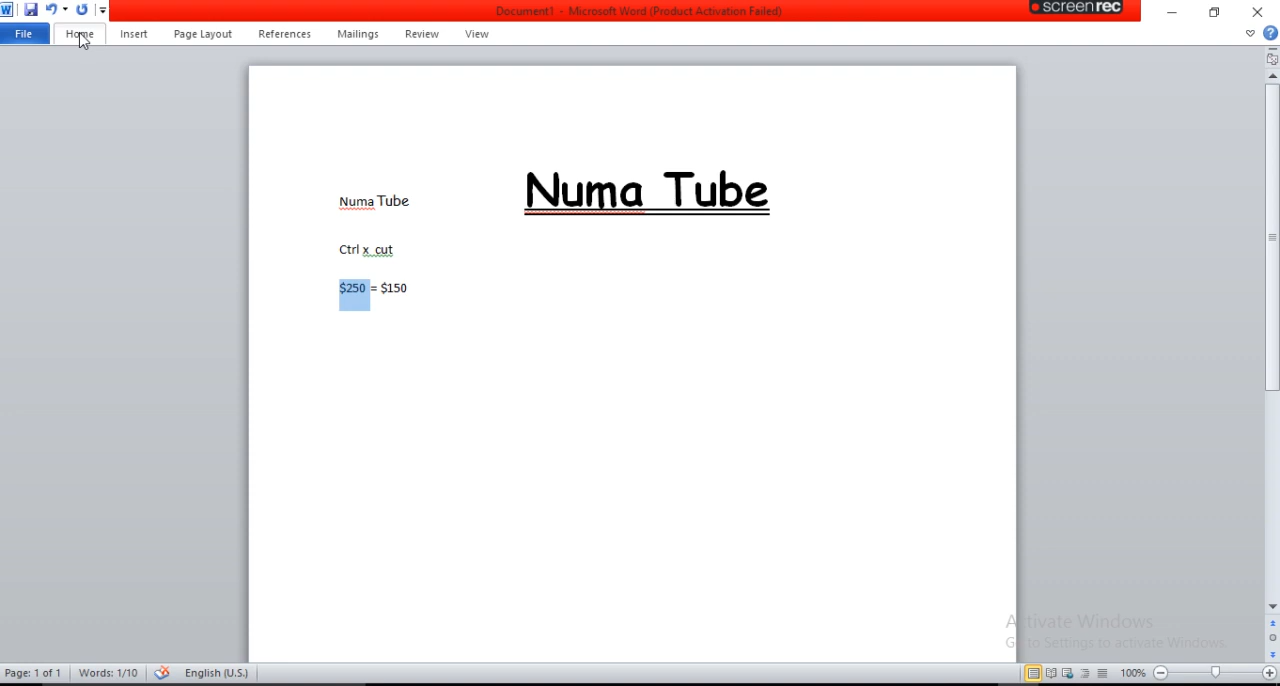 Document1 - Microsoft Word (Product Activation Failed)
screenrec
File Home Insert Page Layout References Mailings Review View
Numa Tube
Numa Tube
Ctrl x cut
$250 = $150
Activate Windows
Go to Settings to activate Windows.
Page: 1 of 1 Words: 1/10 English (U.S.) 100%